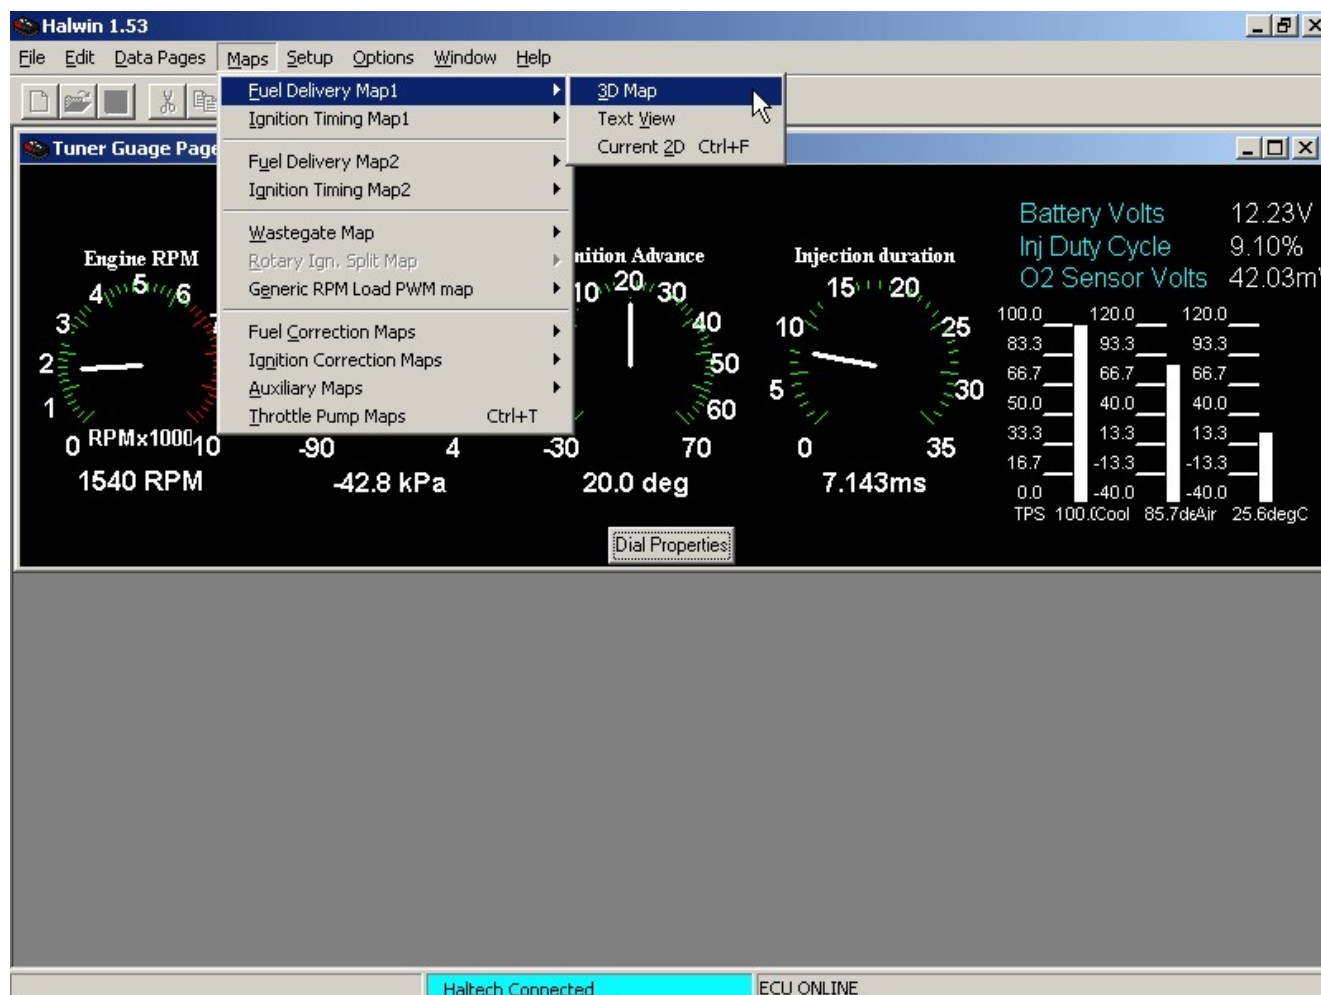 Halwin 1.53
File Edit Data Pages Maps Setup Options Window Help
Fuel Delivery Map1
Ignition Timing Map1
Fuel Delivery Map2
Ignition Timing Map2
Wastegate Map
Rotary Ign. Split Map
Generic RPM Load PWM map
Fuel Correction Maps
Ignition Correction Maps
Auxiliary Maps
Throttle Pump Maps Ctrl+T
3D Map
Text View
Current 2D Ctrl+F
Tuner Guage Page
Engine RPM
0 1 2 3 4 5 6 7 10
RPMx1000
1540 RPM
-90 4
-42.8 kPa
nition Advance
-30 10 20 30 40 50 60 70
20.0 deg
Injection duration
0 5 10 15 20 25 30 35
7.143ms
Battery Volts 12.23V
Inj Duty Cycle 9.10%
O2 Sensor Volts 42.03m
100.0 120.0 120.0
83.3 93.3 93.3
66.7 66.7 66.7
50.0 40.0 40.0
33.3 13.3 13.3
16.7 -13.3 -13.3
0.0 -40.0 -40.0
TPS 100.0 Cool 85.7de Air 25.6degC
Dial Properties
Haltech Connected
ECU ONLINE